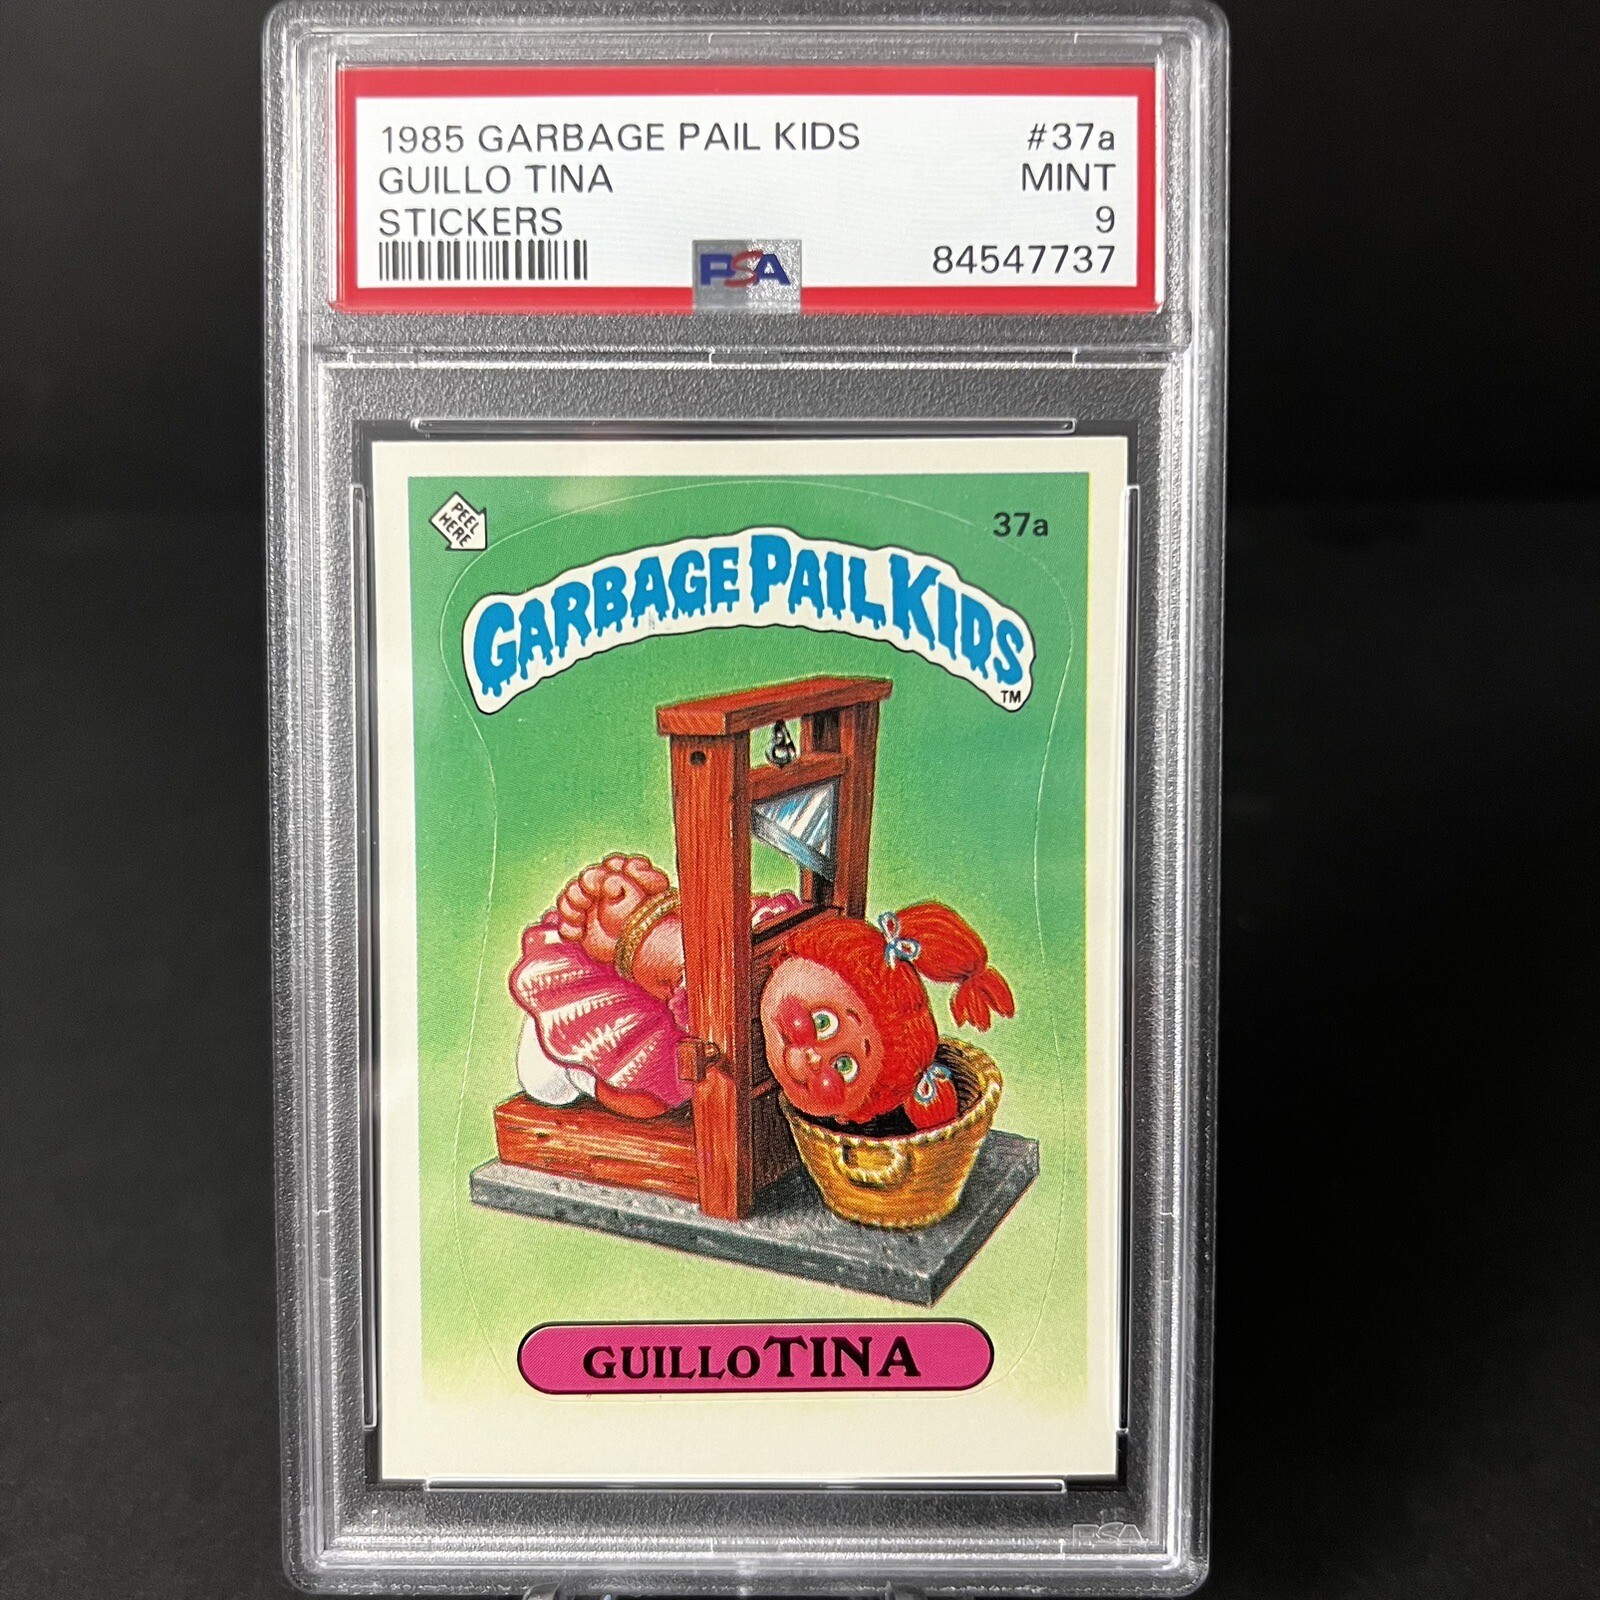 1985 GARBAGE PAIL KIDS #37a
GUILLO TINA MINT
STICKERS 9
PSA 84547737
PEEL
HERE
37a
GARBAGE PAIL KIDS
TM
GUILLOTINA
PSA